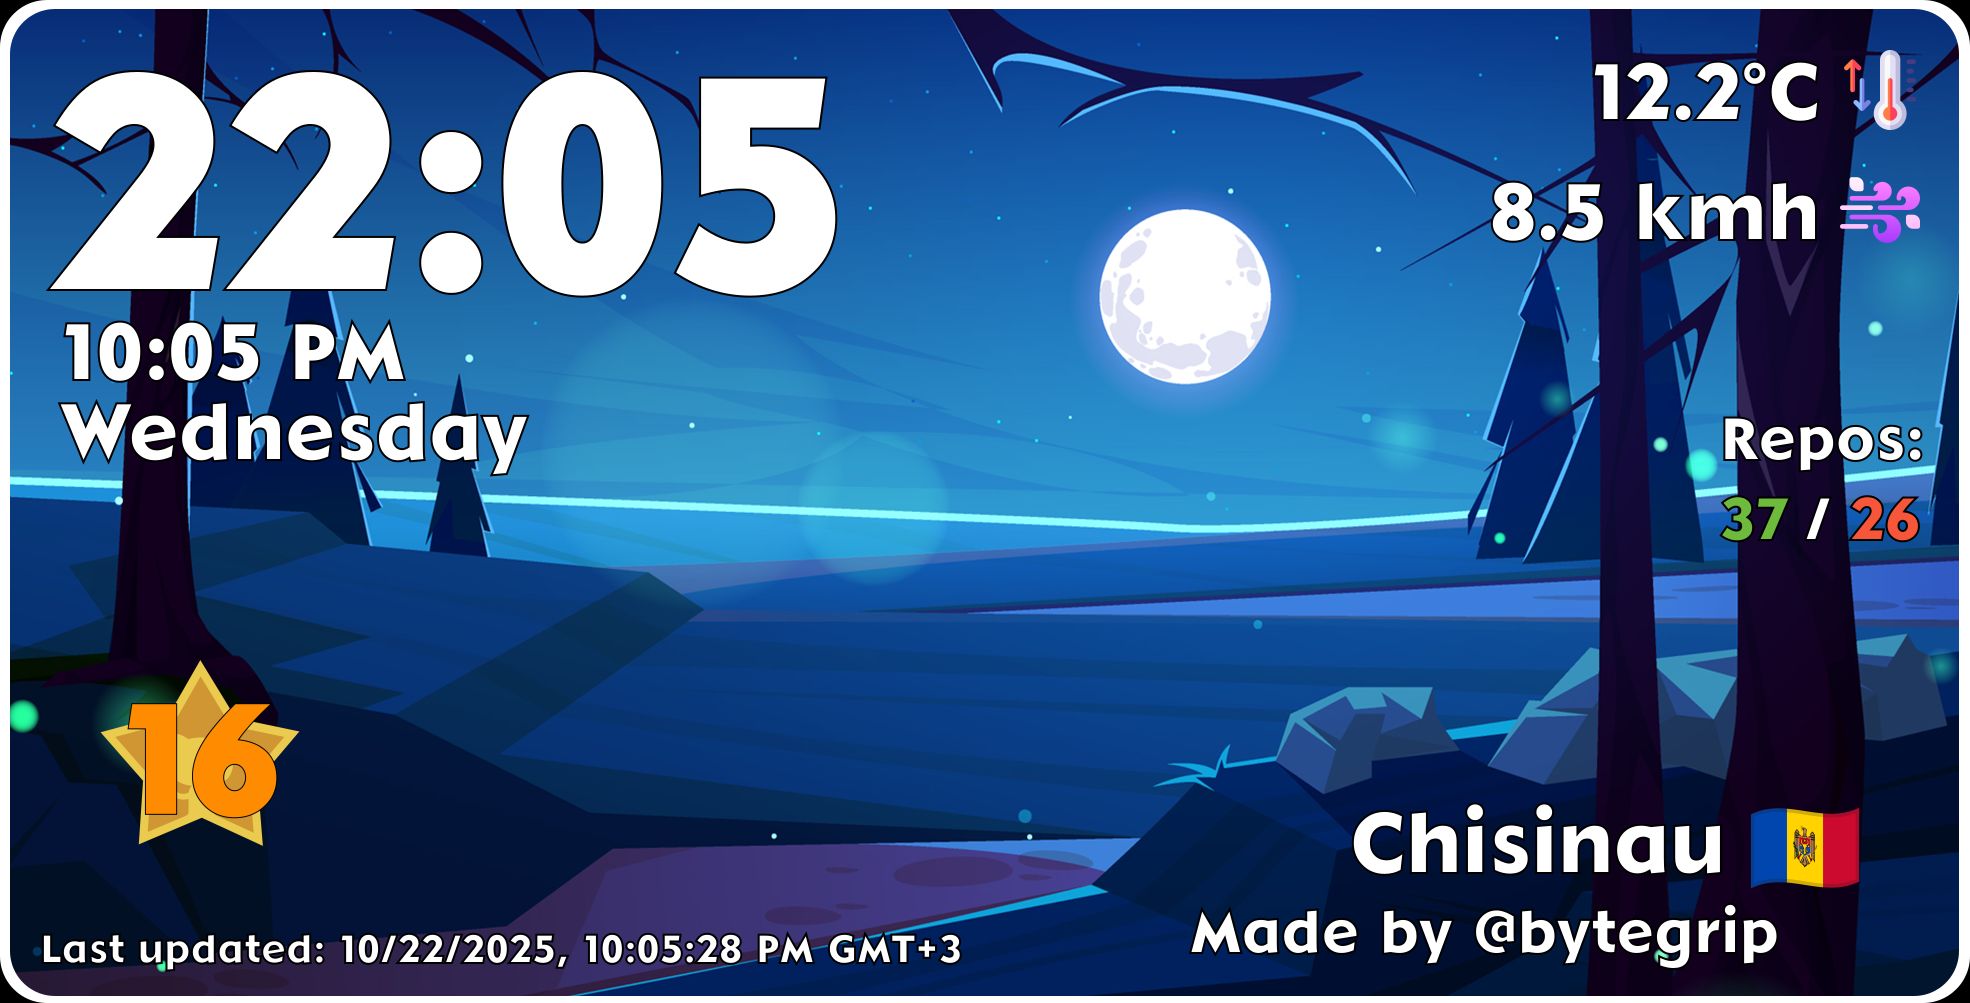 22:05
10:05 PM
Wednesday
12.2°C
8.5 kmh
Repos:
37 / 26
16
Chisinau
Made by @bytegrip
Last updated: 10/22/2025, 10:05:28 PM GMT+3